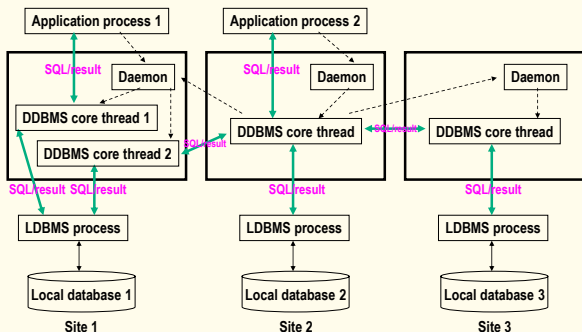 Application process 1
Application process 2
SQL/result
Daemon
SQL/result
Daemon
Daemon
DDBMS core thread 1
DDBMS core thread
SQL/result
DDBMS core thread
DDBMS core thread 2
SQL/result
SQL/result
SQL/result
SQL/result
SQL/result
LDBMS process
LDBMS process
LDBMS process
Local database 1
Local database 2
Local database 3
Site 1
Site 2
Site 3